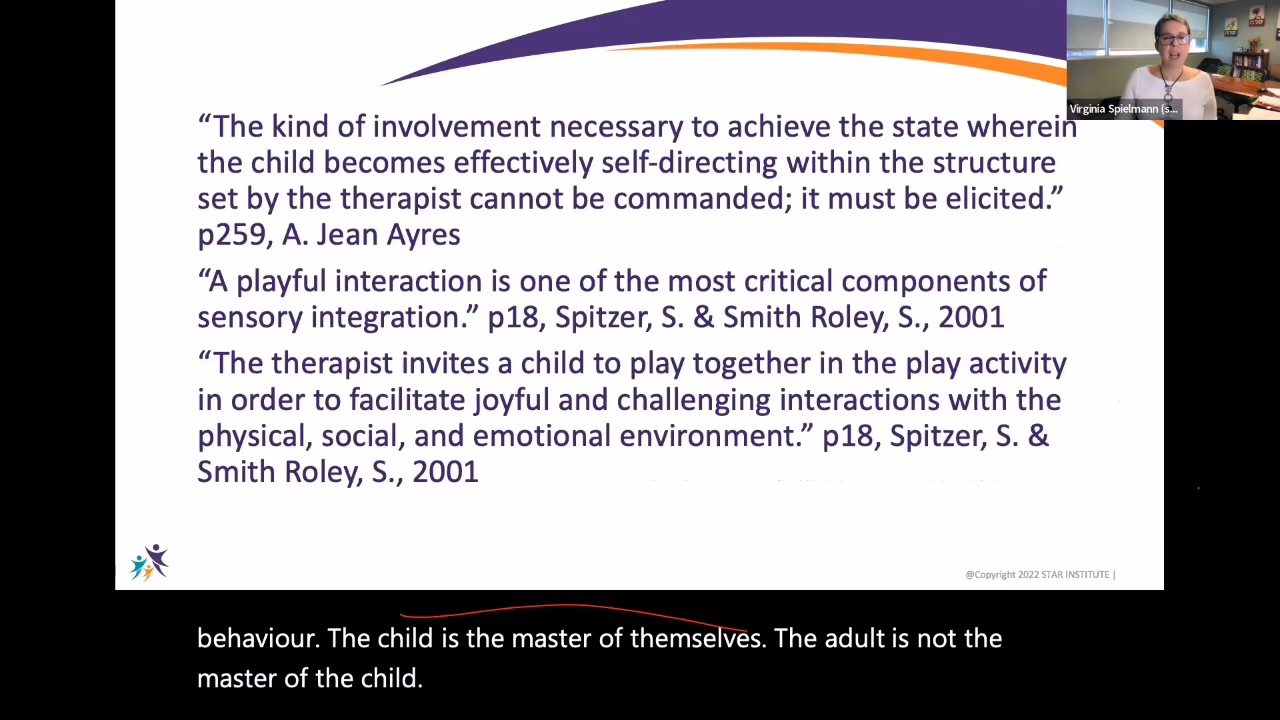 Virginia Spielmann (s...
“The kind of involvement necessary to achieve the state wherein
the child becomes effectively self-directing within the structure
set by the therapist cannot be commanded; it must be elicited.”
p259, A. Jean Ayres
“A playful interaction is one of the most critical components of
sensory integration.” p18, Spitzer, S. & Smith Roley, S., 2001
“The therapist invites a child to play together in the play activity
in order to facilitate joyful and challenging interactions with the
physical, social, and emotional environment.” p18, Spitzer, S. &
Smith Roley, S., 2001
@Copyright 2022 STAR INSTITUTE |
behaviour. The child is the master of themselves. The adult is not the
master of the child.